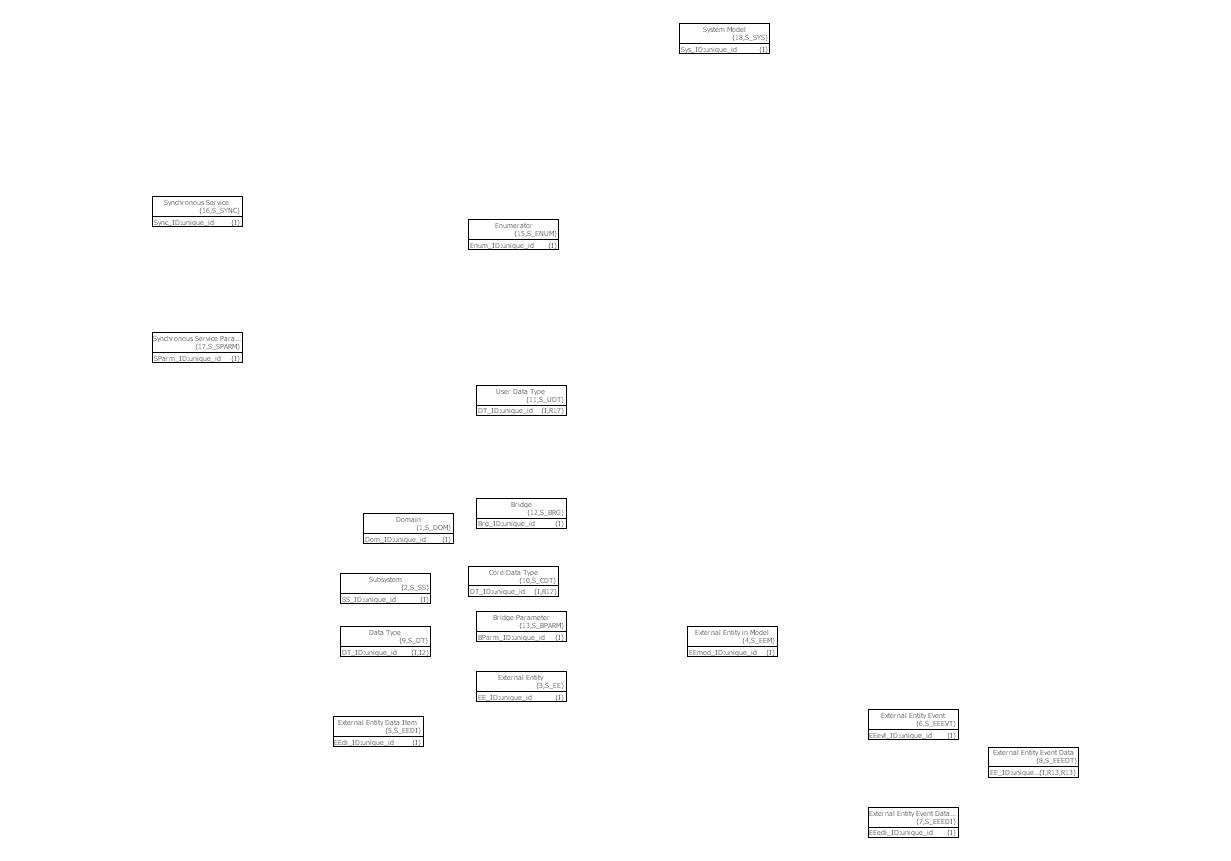 System Model
{18,S_SYS}
Sys_ID:unique_id {I}
Synchronous Service
{16,S_SYNC}
Sync_ID:unique_id {I}
Enumerator
{15,S_ENUM}
Enum_ID:unique_id {I}
Synchronous Service Para...
{17,S_SPARM}
SParm_ID:unique_id {I}
User Data Type
{11,S_UDT}
DT_ID:unique_id {I,R17}
Bridge
{12,S_BRG}
Brg_ID:unique_id {I}
Domain
{1,S_DOM}
Dom_ID:unique_id {I}
Core Data Type
{10,S_CDT}
DT_ID:unique_id {I,R17}
Subsystem
{2,S_SS}
SS_ID:unique_id {I}
Bridge Parameter
{13,S_BPARM}
BParm_ID:unique_id {I}
Data Type
{9,S_DT}
DT_ID:unique_id {I,I2}
External Entity in Model
{4,S_EEM}
EEmod_ID:unique_id {I}
External Entity
{3,S_EE}
EE_ID:unique_id {I}
External Entity Data Item
{5,S_EEDI}
EEdi_ID:unique_id {I}
External Entity Event
{6,S_EEEVT}
EEevt_ID:unique_id {I}
External Entity Event Data
{8,S_EEEDT}
EE_ID:unique...{I,R13,R13}
External Entity Event Data...
{7,S_EEEDI}
EEedi_ID:unique_id {I}